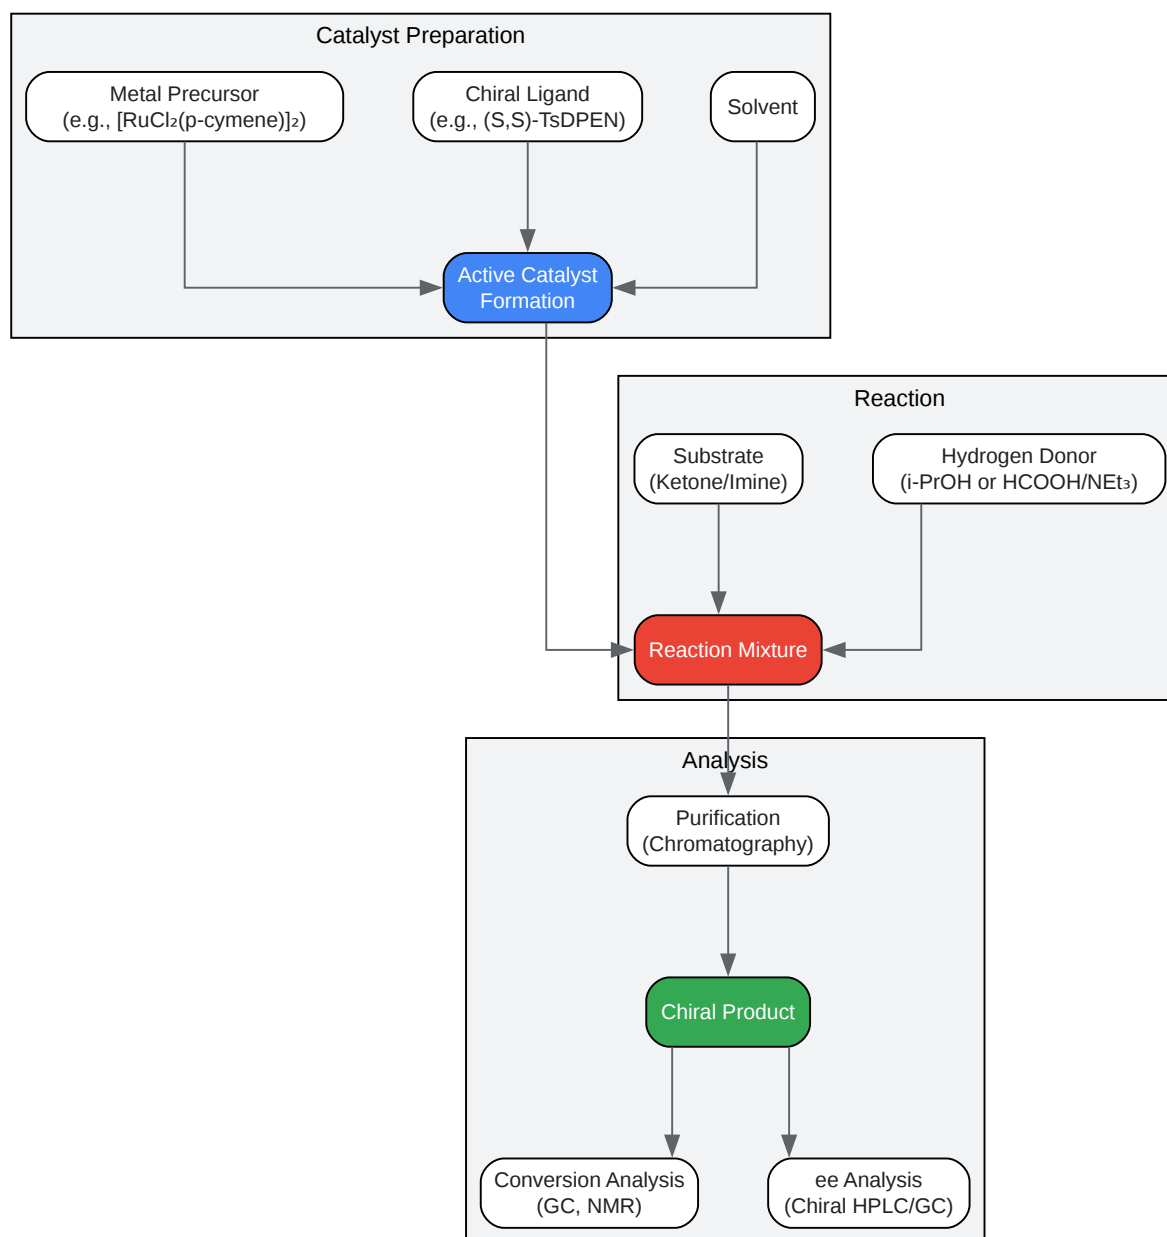 Catalyst Preparation
Metal Precursor
(e.g., [RuCl₂(p-cymene)]₂)
Chiral Ligand
(e.g., (S,S)-TsDPEN)
Solvent
Active Catalyst
Formation
Reaction
Substrate
(Ketone/Imine)
Hydrogen Donor
(i-PrOH or HCOOH/NEt₃)
Reaction Mixture
Analysis
Purification
(Chromatography)
Chiral Product
Conversion Analysis
(GC, NMR)
ee Analysis
(Chiral HPLC/GC)